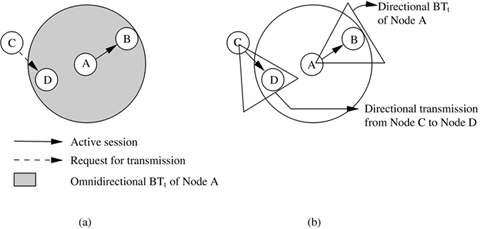 C
B
A
D
Active session
Request for transmission
Omnidirectional BTt of Node A
(a)
Directional BTt
of Node A
C
B
A
D
Directional transmission
from Node C to Node D
(b)